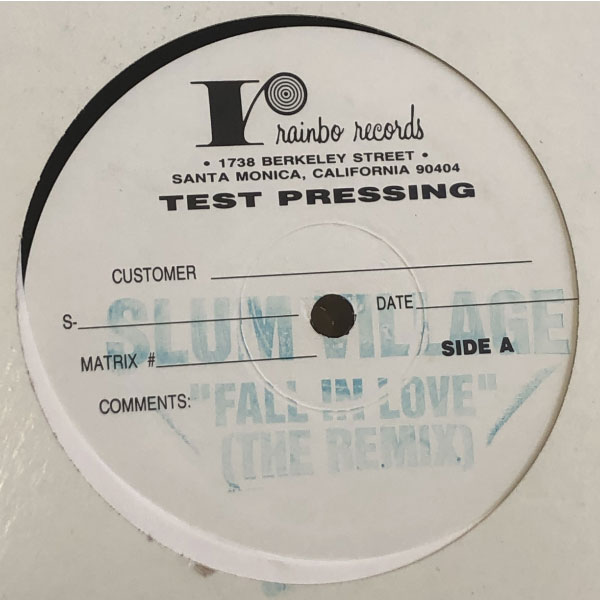 r rainbo records
• 1738 BERKELEY STREET •
SANTA MONICA, CALIFORNIA 90404
TEST PRESSING
CUSTOMER
S-
DATE
SLUM VILLAGE
MATRIX #
SIDE A
COMMENTS:
"FALL IN LOVE"
(THE REMIX)